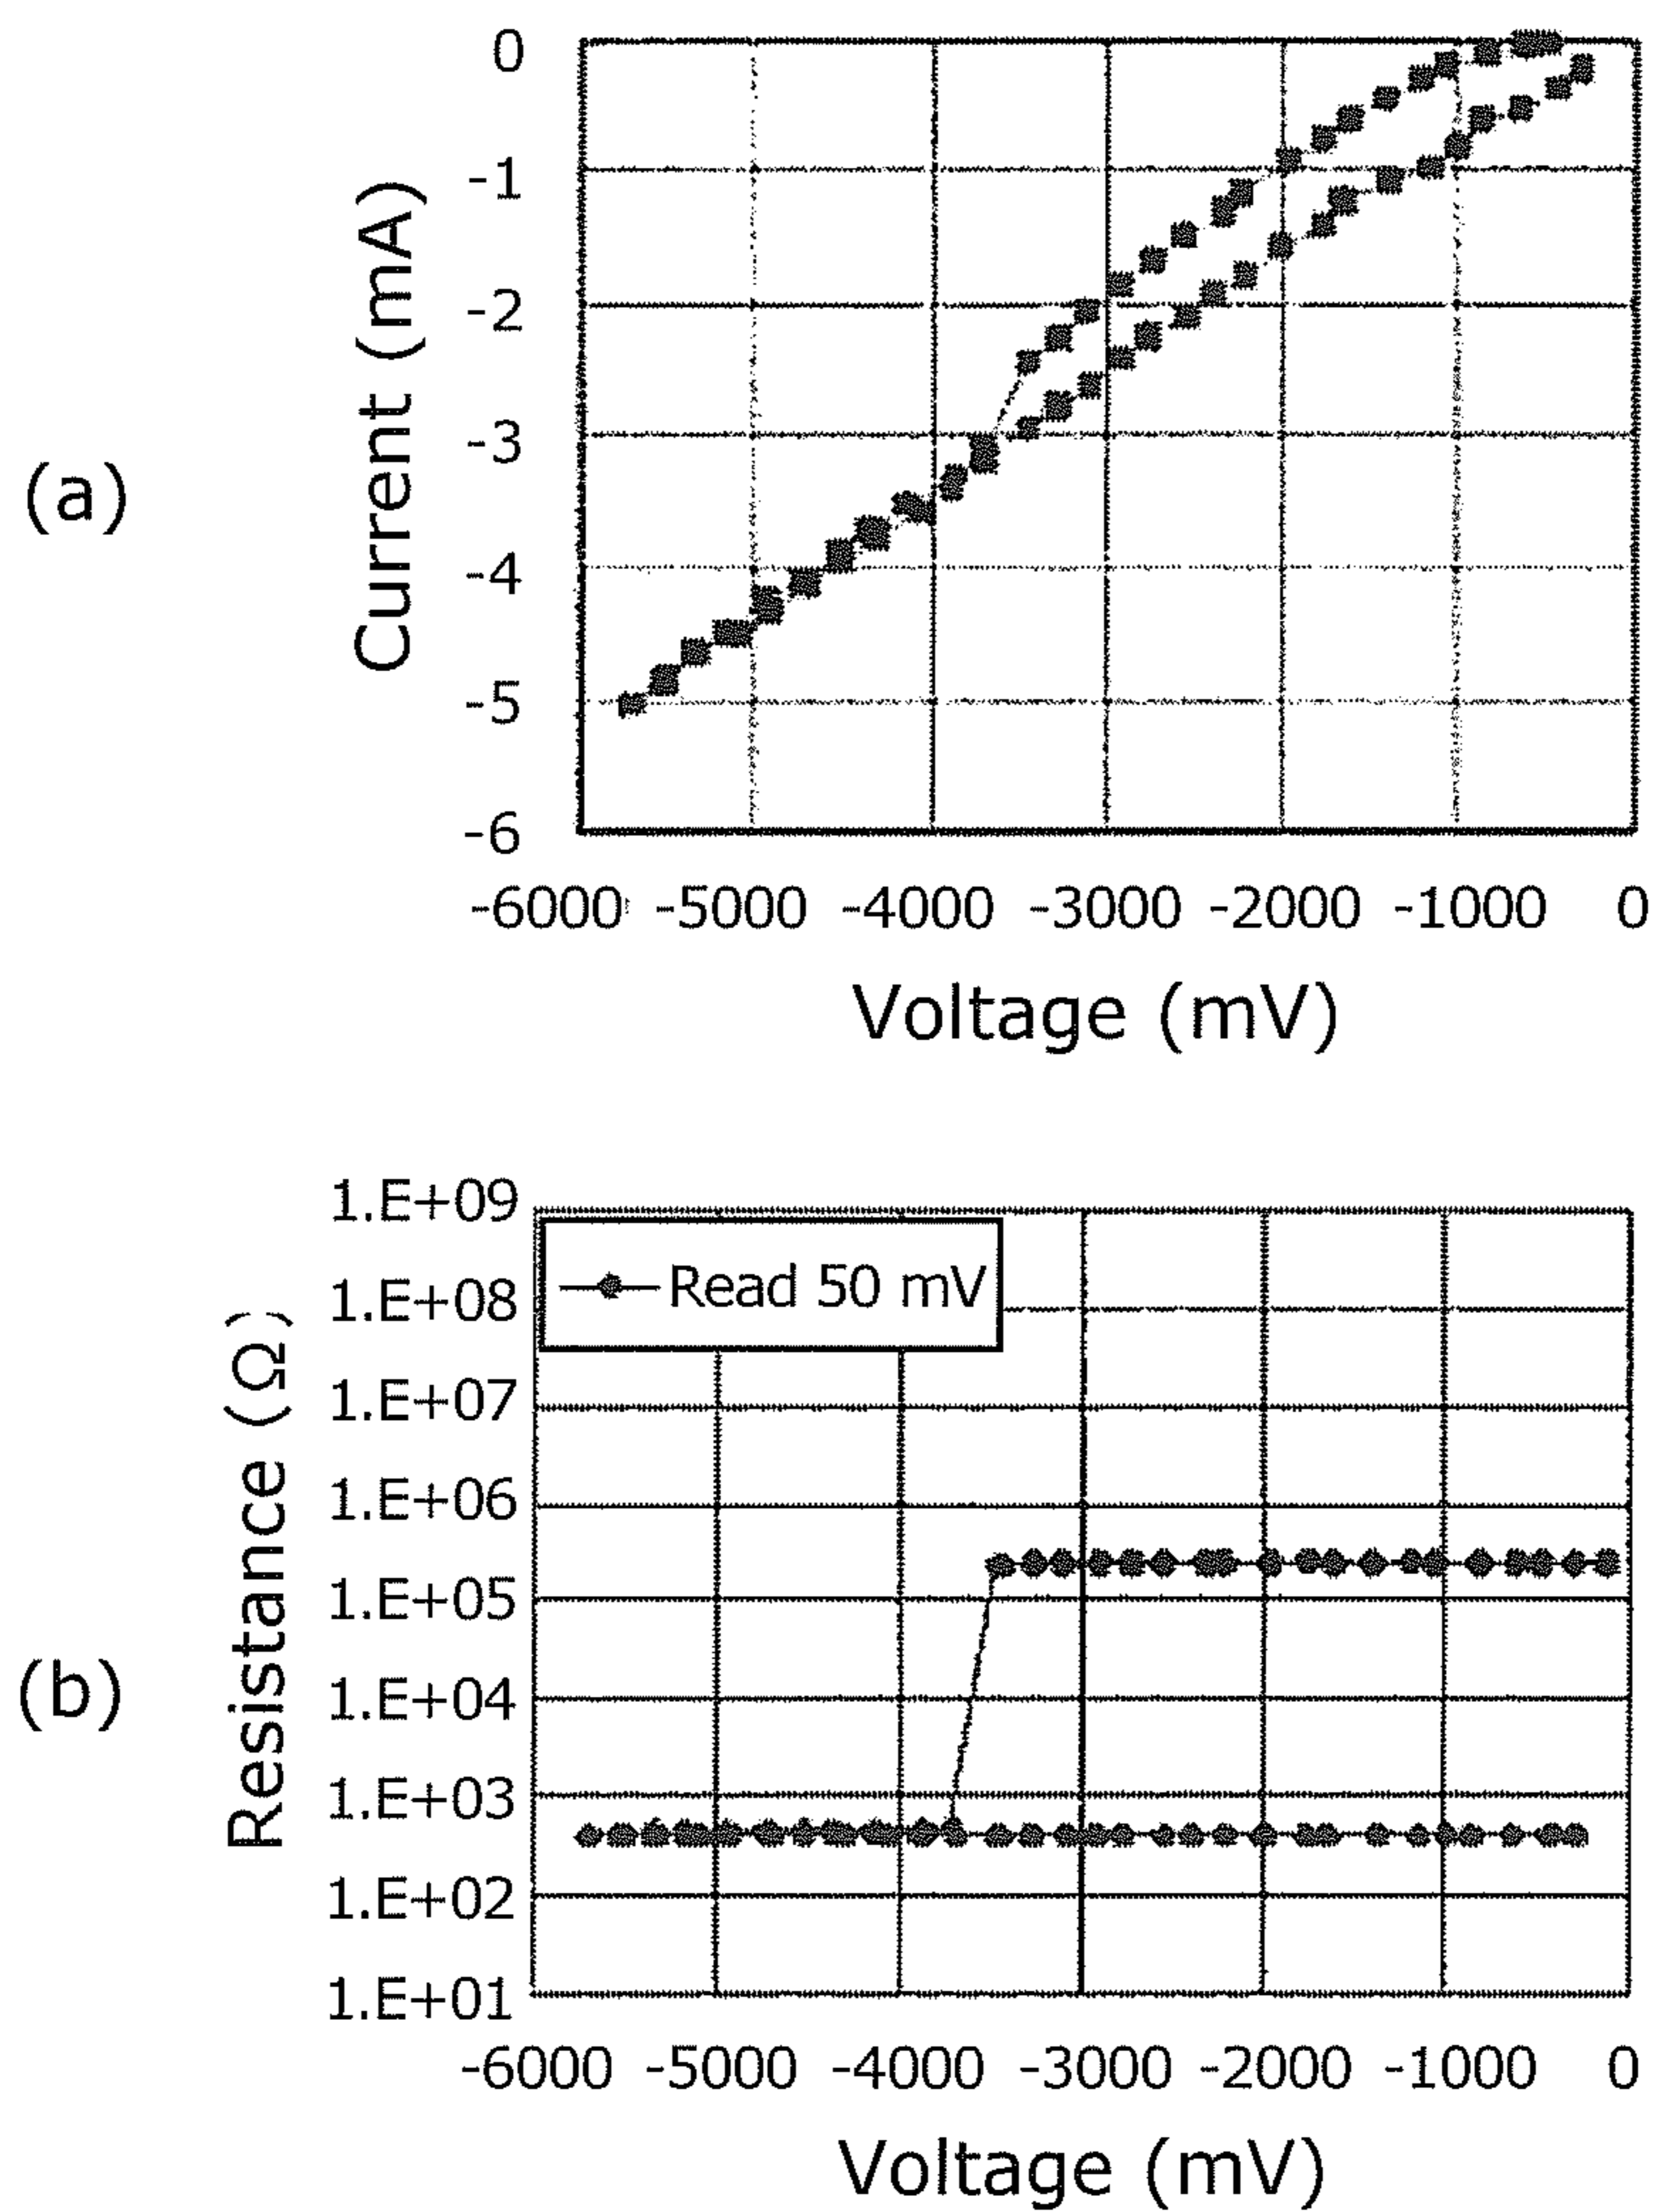 (a)
Current (mA)
0
-1
-2
-3
-4
-5
-6
-6000 -5000 -4000 -3000 -2000 -1000 0
Voltage (mV)
(b)
Resistance (Ω)
1.E+09
1.E+08
1.E+07
1.E+06
1.E+05
1.E+04
1.E+03
1.E+02
1.E+01
Read 50 mV
-6000 -5000 -4000 -3000 -2000 -1000 0
Voltage (mV)